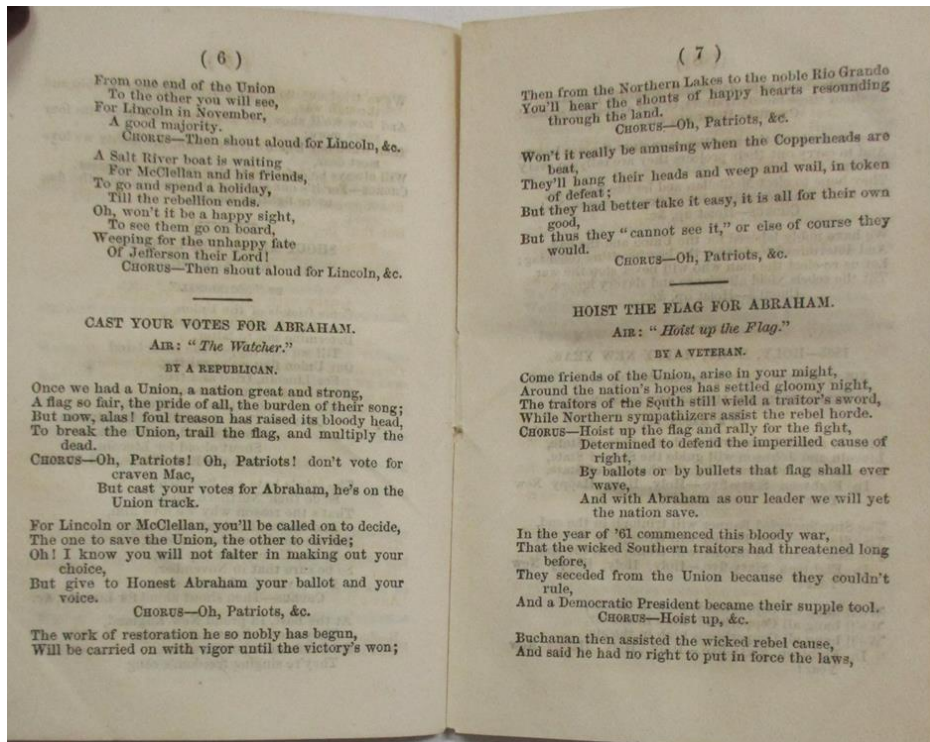 ( 6 )
From one end of the Union
To the other you will see,
For Lincoln in November,
A good majority.
CHORUS—Then shout aloud for Lincoln, &c.
A Salt River boat is waiting
For McClellan and his friends,
To go and spend a holiday,
Till the rebellion ends.
Oh, won't it be a happy sight,
To see them go on board,
Weeping for the unhappy fate
Of Jefferson their Lord!
CHORUS—Then shout aloud for Lincoln, &c.
CAST YOUR VOTES FOR ABRAHAM.
AIR: "The Watcher."
BY A REPUBLICAN.
Once we had a Union, a nation great and strong,
A flag so fair, the pride of all, the burden of their song;
But now, alas! foul treason has raised its bloody head,
To break the Union, trail the flag, and multiply the
dead.
CHORUS—Oh, Patriots! Oh, Patriots! don't vote for
craven Mac,
But cast your votes for Abraham, he's on the
Union track.
For Lincoln or McClellan, you'll be called on to decide,
The one to save the Union, the other to divide;
Oh! I know you will not falter in making out your
choice,
But give to Honest Abraham your ballot and your
voice.
CHORUS—Oh, Patriots, &c.
The work of restoration he so nobly has begun,
Will be carried on with vigor until the victory's won;
( 7 )
Then from the Northern Lakes to the noble Rio Grande
You'll hear the shouts of happy hearts resounding
through the land.
CHORUS—Oh, Patriots, &c.
Won't it really be amusing when the Copperheads are
beat,
They'll hang their heads and weep and wail, in token
of defeat;
But they had better take it easy, it is all for their own
good,
But thus they "cannot see it," or else of course they
would.
CHORUS—Oh, Patriots, &c.
HOIST THE FLAG FOR ABRAHAM.
AIR: "Hoist up the Flag."
BY A VETERAN.
Come friends of the Union, arise in your might,
Around the nation's hopes has settled gloomy night,
The traitors of the South still wield a traitor's sword,
While Northern sympathizers assist the rebel horde.
CHORUS—Hoist up the flag and rally for the fight,
Determined to defend the imperilled cause of
right,
By ballots or by bullets that flag shall ever
wave,
And with Abraham as our leader we will yet
the nation save.
In the year of '61 commenced this bloody war,
That the wicked Southern traitors had threatened long
before,
They seceded from the Union because they couldn't
rule,
And a Democratic President became their supple tool.
CHORUS—Hoist up, &c.
Buchanan then assisted the wicked rebel cause,
And said he had no right to put in force the laws,